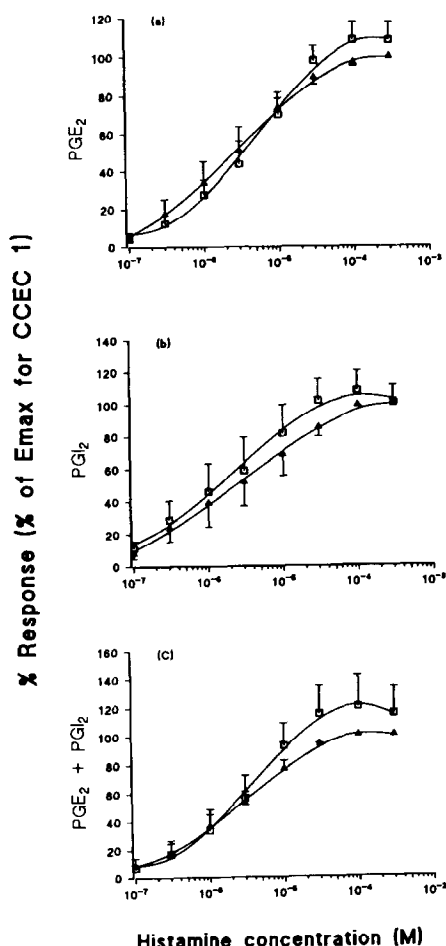 % Response (% of Emax for CCEC 1)
(a)
PGE₂
120
100
80
60
40
20
0
10⁻⁷ 10⁻⁶ 10⁻⁵ 10⁻⁴ 10⁻³
(b)
PGI₂
140
120
100
80
60
40
20
0
10⁻⁷ 10⁻⁶ 10⁻⁵ 10⁻⁴ 10⁻³
(C)
PGE₂ + PGI₂
160
140
120
100
80
60
40
20
0
10⁻⁷ 10⁻⁶ 10⁻⁵ 10⁻⁴ 10⁻³
Histamine concentration (M)